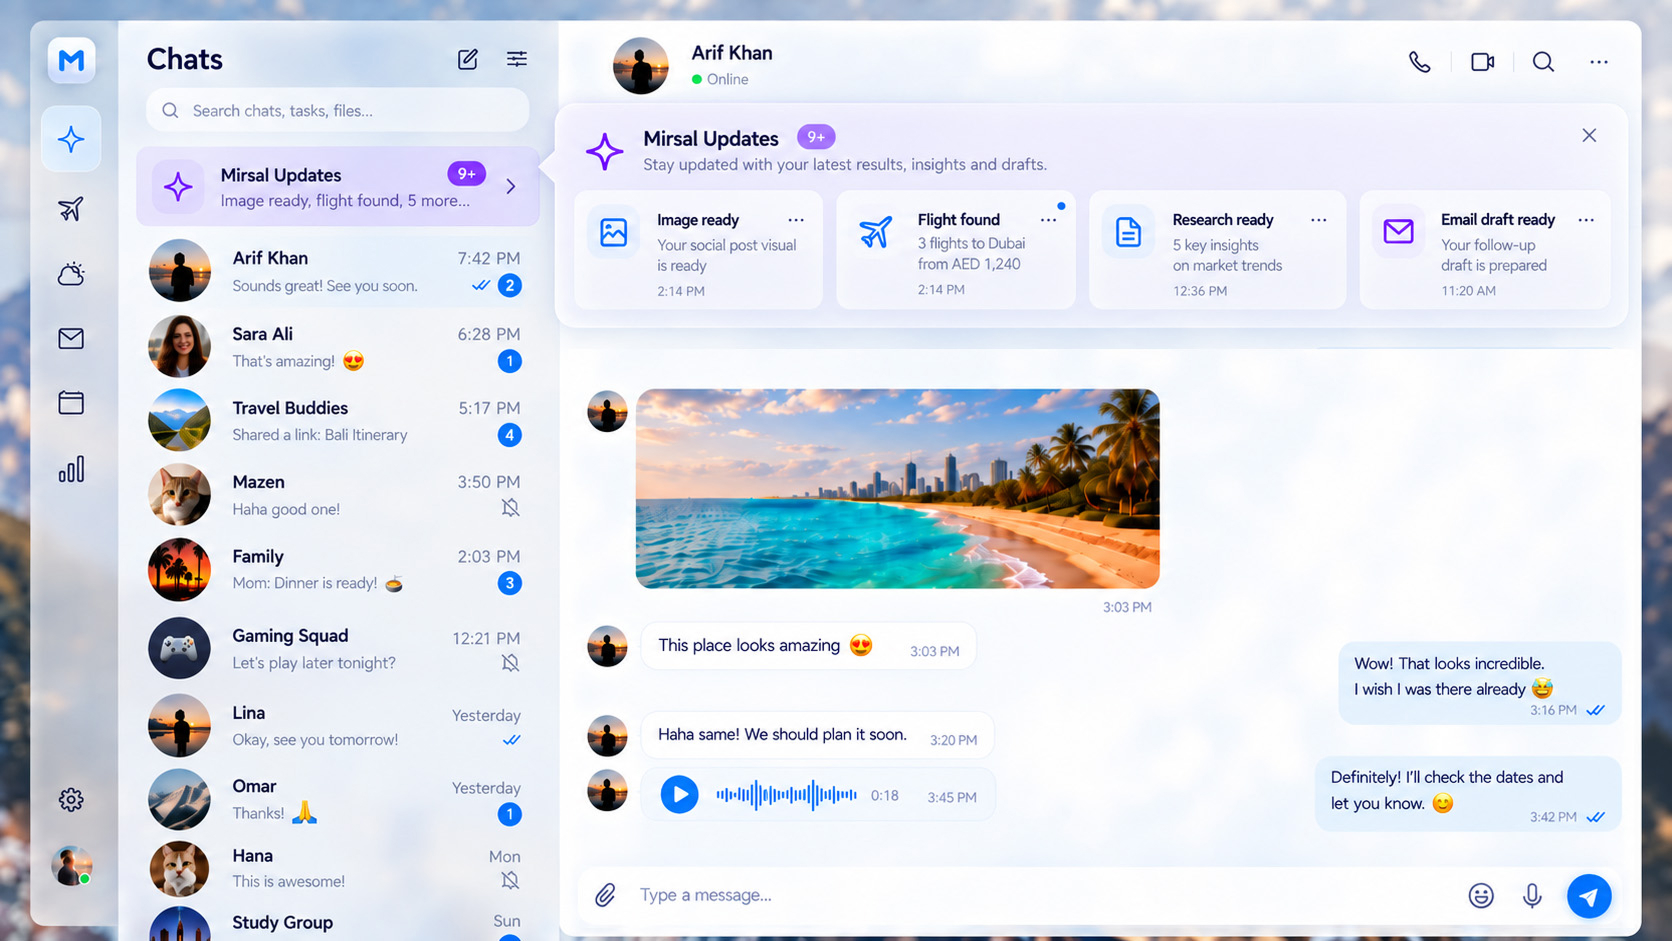 M
Chats
Search chats, tasks, files...
Mirsal Updates
9+
Image ready, flight found, 5 more...
Arif Khan
7:42 PM
Sounds great! See you soon.
2
Sara Ali
6:28 PM
That's amazing! 😍
1
Travel Buddies
5:17 PM
Shared a link: Bali Itinerary
4
Mazen
3:50 PM
Haha good one!
Family
2:03 PM
Mom: Dinner is ready! 🍲
3
Gaming Squad
12:21 PM
Let's play later tonight?
Lina
Yesterday
Okay, see you tomorrow!
Omar
Yesterday
Thanks! 🙏
1
Hana
Mon
This is awesome!
Study Group
Sun
Arif Khan
Online
Mirsal Updates
9+
Stay updated with your latest results, insights and drafts.
Image ready
Your social post visual
is ready
2:14 PM
Flight found
3 flights to Dubai
from AED 1,240
2:14 PM
Research ready
5 key insights
on market trends
12:36 PM
Email draft ready
Your follow-up
draft is prepared
11:20 AM
3:03 PM
This place looks amazing 😍
3:03 PM
Wow! That looks incredible.
I wish I was there already 😂
3:16 PM
Haha same! We should plan it soon.
3:20 PM
0:18
3:45 PM
Definitely! I'll check the dates and
let you know. 😊
3:42 PM
Type a message...